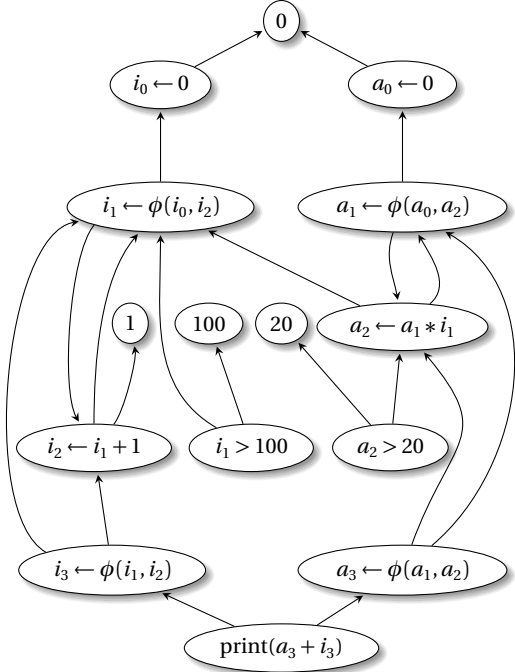 0
i₀ ← 0
a₀ ← 0
i₁ ← ϕ(i₀, i₂)
a₁ ← ϕ(a₀, a₂)
1
100
20
a₂ ← a₁ * i₁
i₂ ← i₁ + 1
i₁ > 100
a₂ > 20
i₃ ← ϕ(i₁, i₂)
a₃ ← ϕ(a₁, a₂)
print(a₃ + i₃)